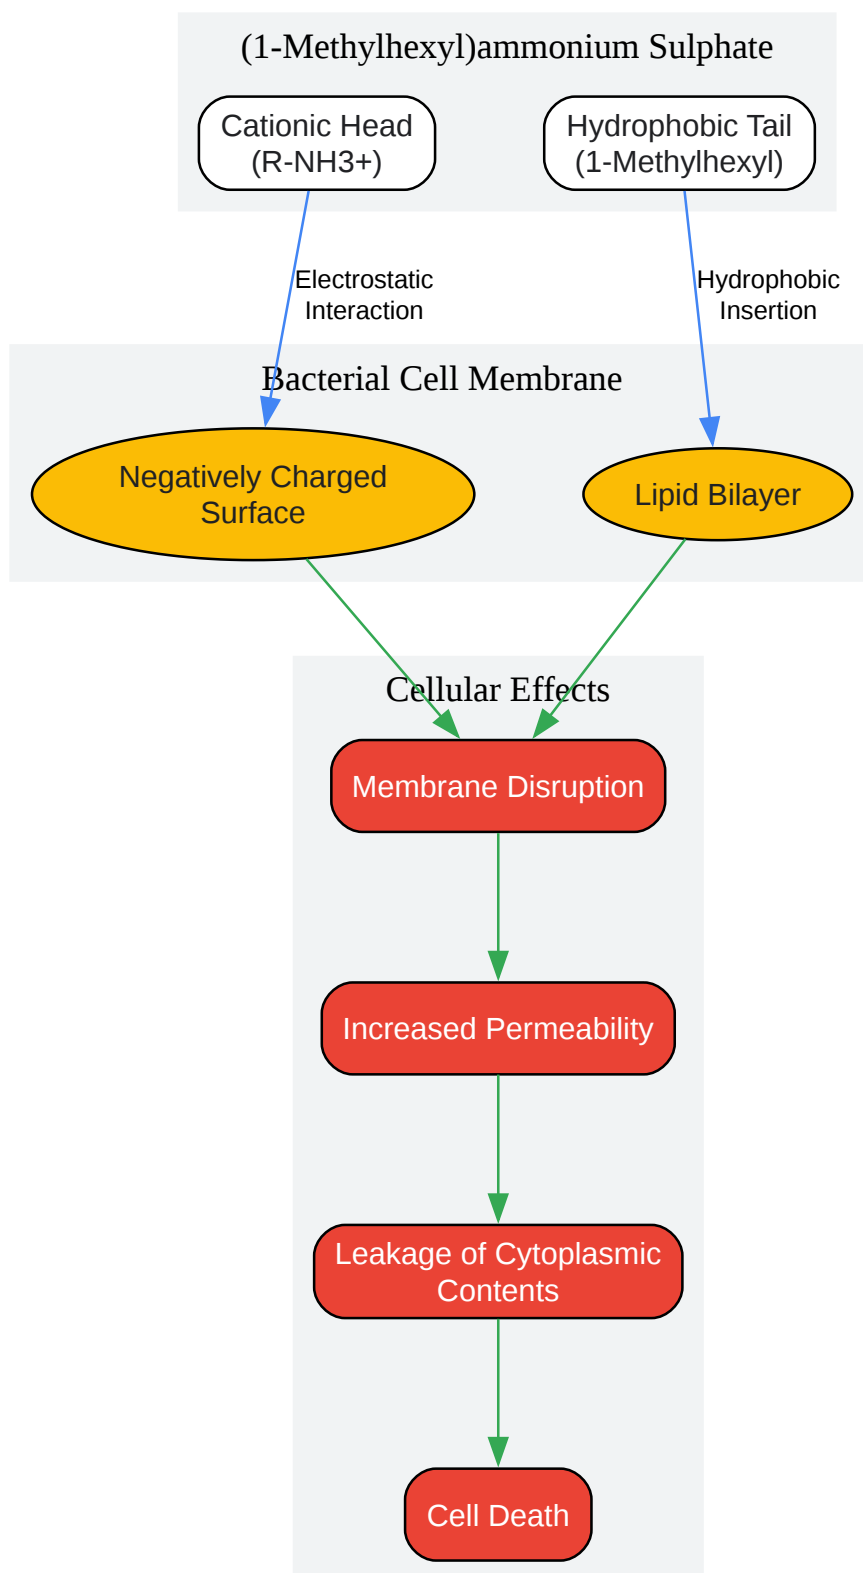 (1-Methylhexyl)ammonium Sulphate
Cationic Head
(R-NH3+)
Hydrophobic Tail
(1-Methylhexyl)
Electrostatic
Interaction
Hydrophobic
Insertion
Bacterial Cell Membrane
Negatively Charged
Surface
Lipid Bilayer
Cellular Effects
Membrane Disruption
Increased Permeability
Leakage of Cytoplasmic
Contents
Cell Death